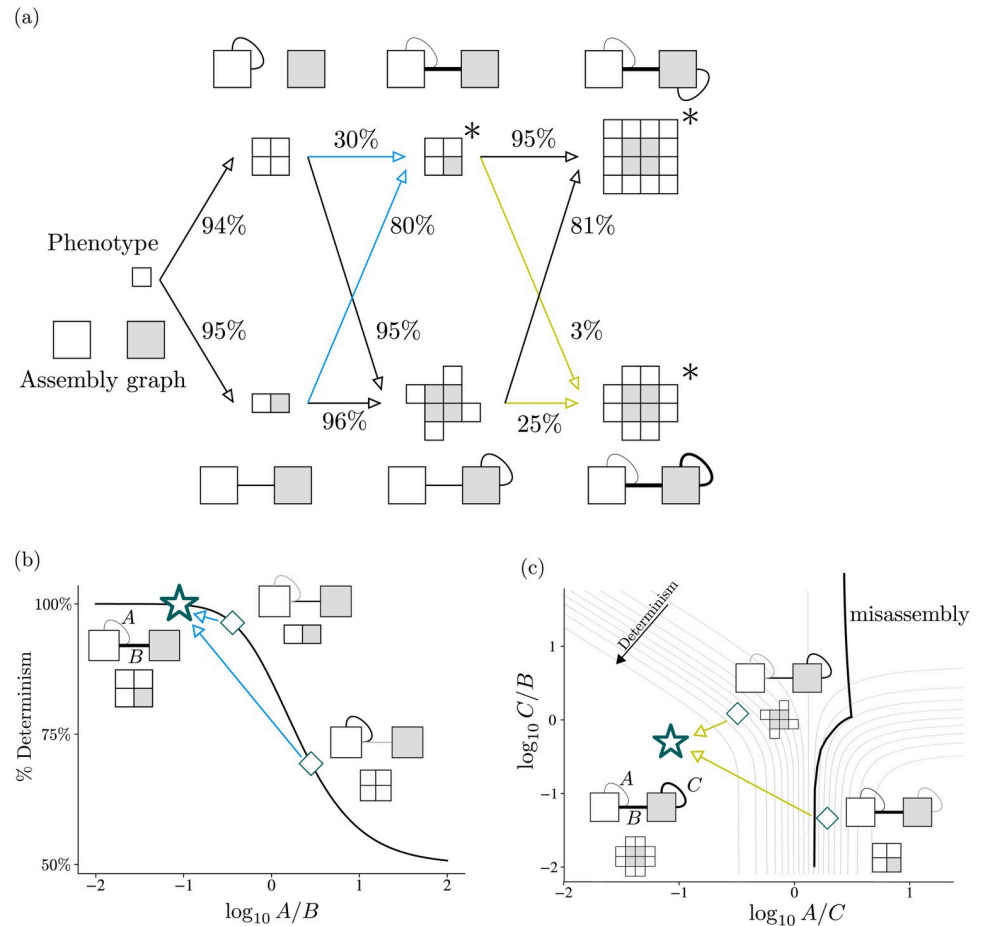 (a)
30%
*
95%
*
94%
80%
81%
Phenotype
95%
95%
3%
*
Assembly graph
96%
25%
(b)
100%
A
B
% Determinism
75%
50%
−2
−1
0
1
2
log10 A/B
(c)
Determinism
misassembly
1
log10 C/B
0
A
C
−1
B
−2
−2
−1
0
1
log10 A/C